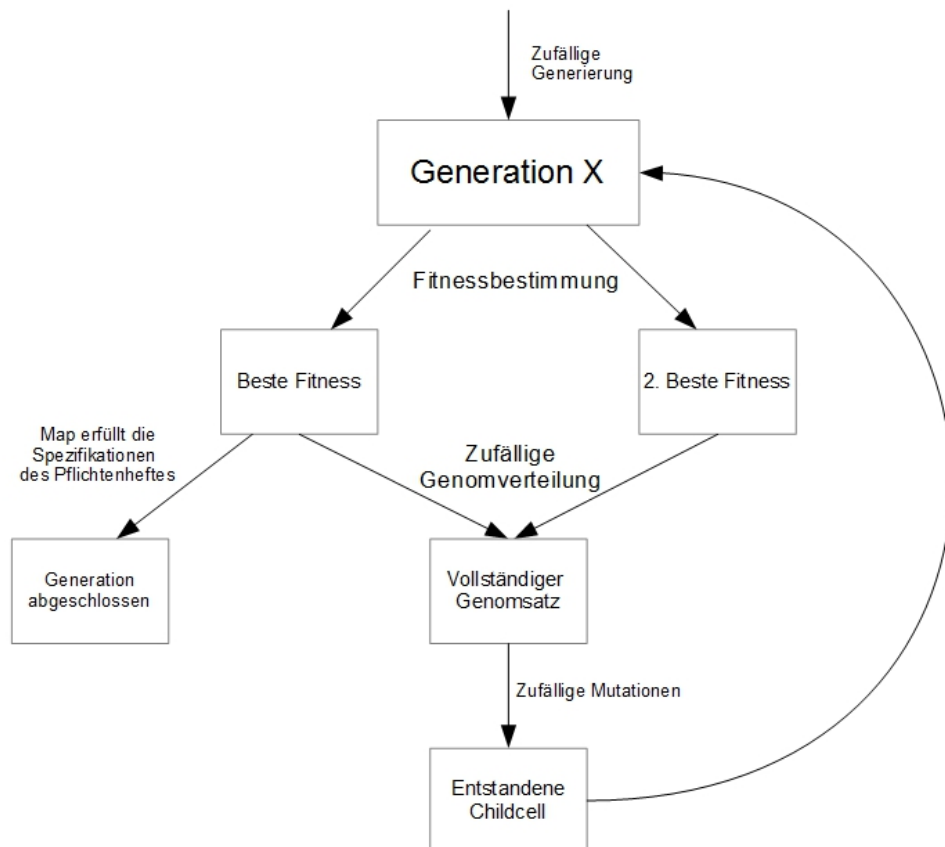 Zufällige
Generierung
Generation X
Fitnessbestimmung
Beste Fitness
2. Beste Fitness
Map erfüllt die
Spezifikationen
des Pflichtenheftes
Zufällige
Genomverteilung
Generation
abgeschlossen
Vollständiger
Genomsatz
Zufällige Mutationen
Entstandene
Childcell